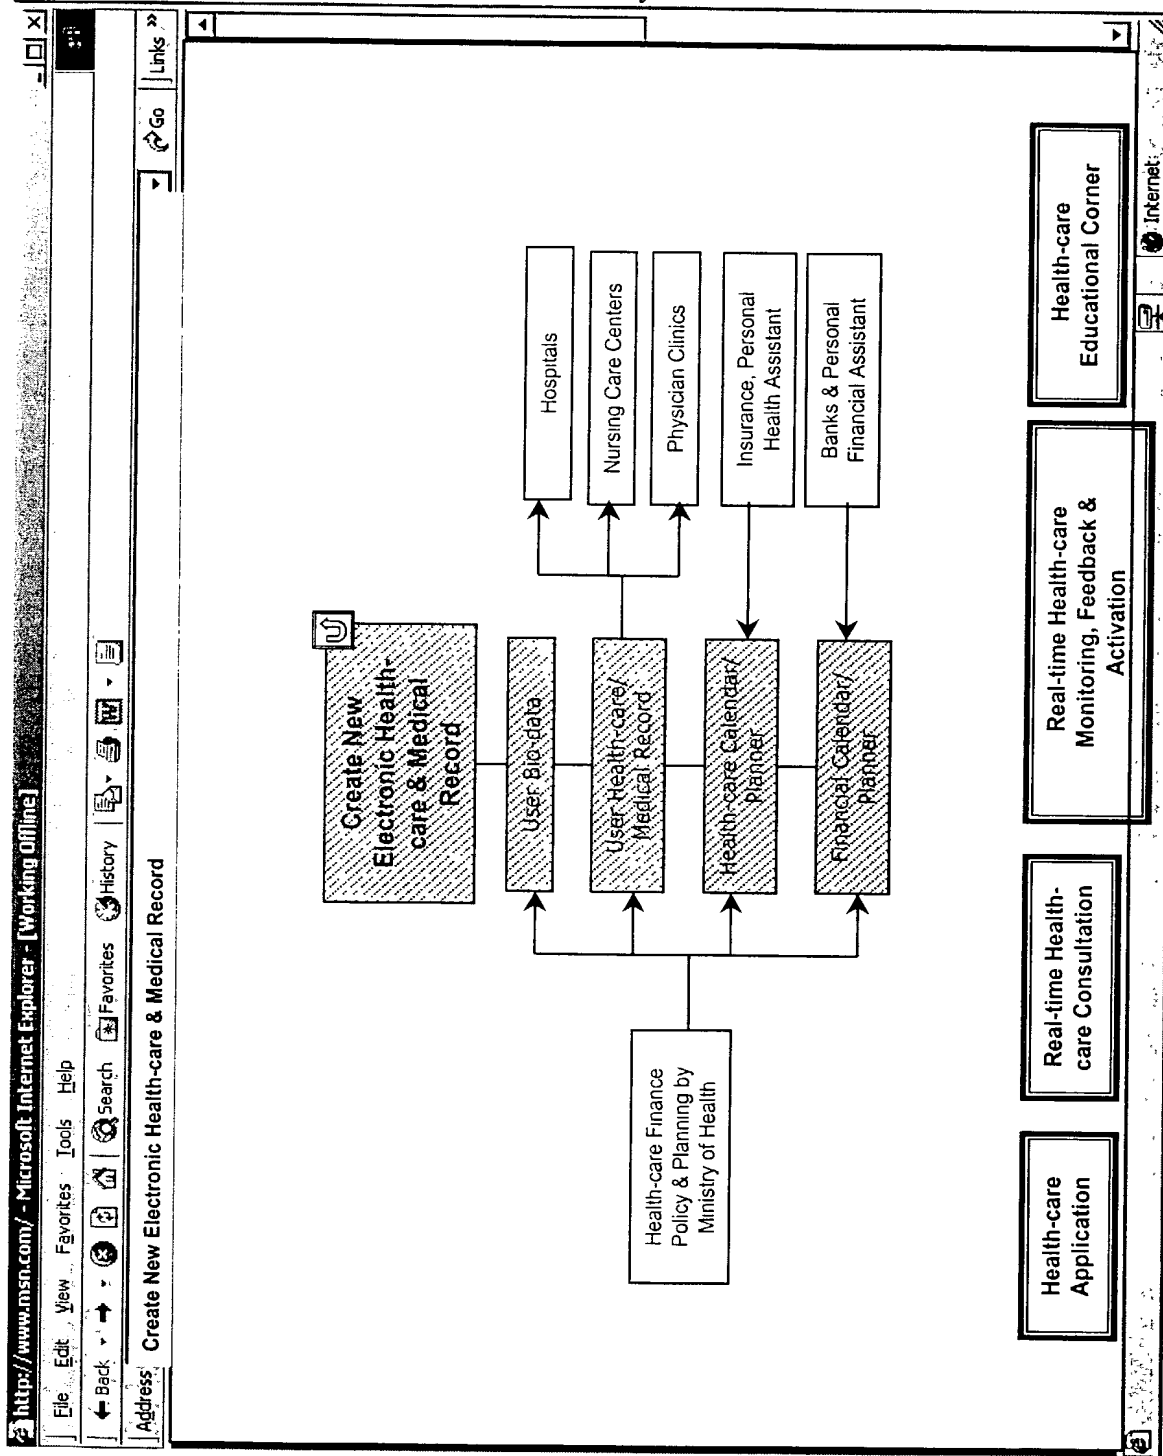 http://www.msn.com/ - Microsoft Internet Explorer - [Working Offline]
File Edit View Favorites Tools Help
Back Search Favorites History
Address Create New Electronic Health-care & Medical Record Go Links »
Create New
Electronic Health-
care & Medical
Record
User Bio-data
User Health-care/
Medical Record
Health-care Calendar/
Planner
Financial Calendar/
Planner
Health-care Finance
Policy & Planning by
Ministry of Health
Hospitals
Nursing Care Centers
Physician Clinics
Insurance, Personal
Health Assistant
Banks & Personal
Financial Assistant
Health-care
Application
Real-time Health-
care Consultation
Real-time Health-care
Monitoring, Feedback &
Activation
Health-care
Educational Corner
Internet